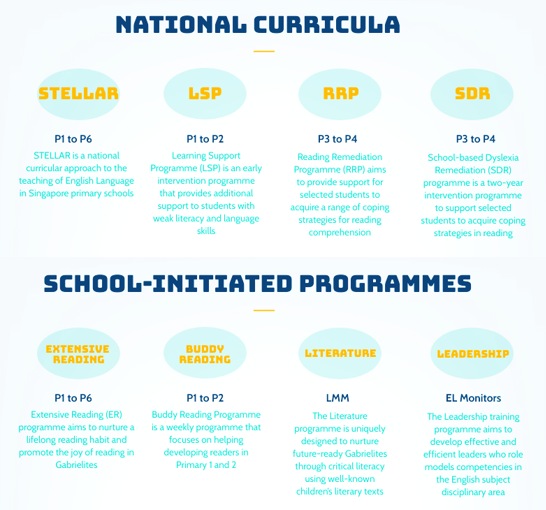 NATIONAL CURRICULA
STELLAR
LSP
RRP
SDR
P1 to P6
P1 to P2
P3 to P4
P3 to P4
STELLAR is a national
curricular approach to the
teaching of English Language
in Singapore primary schools
Learning Support
Programme (LSP) is an early
intervention programme
that provides additional
support to students with
weak literacy and language
skills
Reading Remediation
Programme (RRP) aims
to provide support for
selected students to
acquire a range of coping
strategies for reading
comprehension
School-based Dyslexia
Remediation (SDR)
programme is a two-year
intervention programme
to support selected
students to acquire coping
strategies in reading
SCHOOL-INITIATED PROGRAMMES
EXTENSIVE
READING
BUDDY
READING
LITERATURE
LEADERSHIP
P1 to P6
P1 to P2
LMM
EL Monitors
Extensive Reading (ER)
programme aims to nurture a
lifelong reading habit and
promote the joy of reading in
Gabrielites
Buddy Reading Programme
is a weekly programme that
focuses on helping
developing readers in
Primary 1 and 2
The Literature
programme is uniquely
designed to nurture
future-ready Gabrielites
through critical literacy
using well-known
children's literary texts
The Leadership training
programme aims to
develop effective and
efficient leaders who role
models competencies in
the English subject
disciplinary area